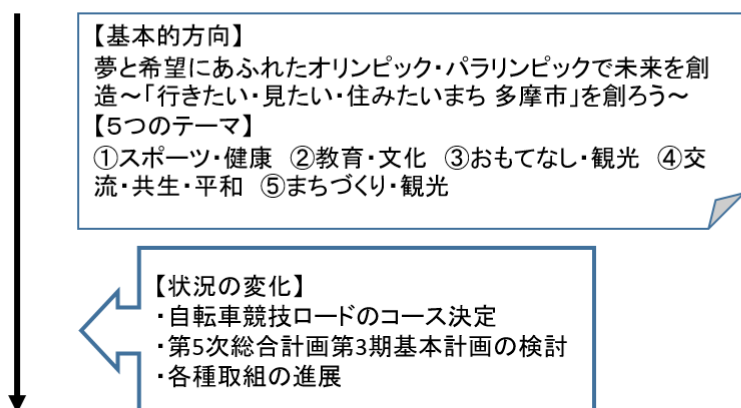 【基本的方向】
夢と希望にあふれたオリンピック・パラリンピックで未来を創
造～「行きたい・見たい・住みたいまち 多摩市」を創ろう～
【5つのテーマ】
①スポーツ・健康 ②教育・文化 ③おもてなし・観光 ④交
流・共生・平和 ⑤まちづくり・観光
【状況の変化】
・自転車競技ロードのコース決定
・第5次総合計画第3期基本計画の検討
・各種取組の進展